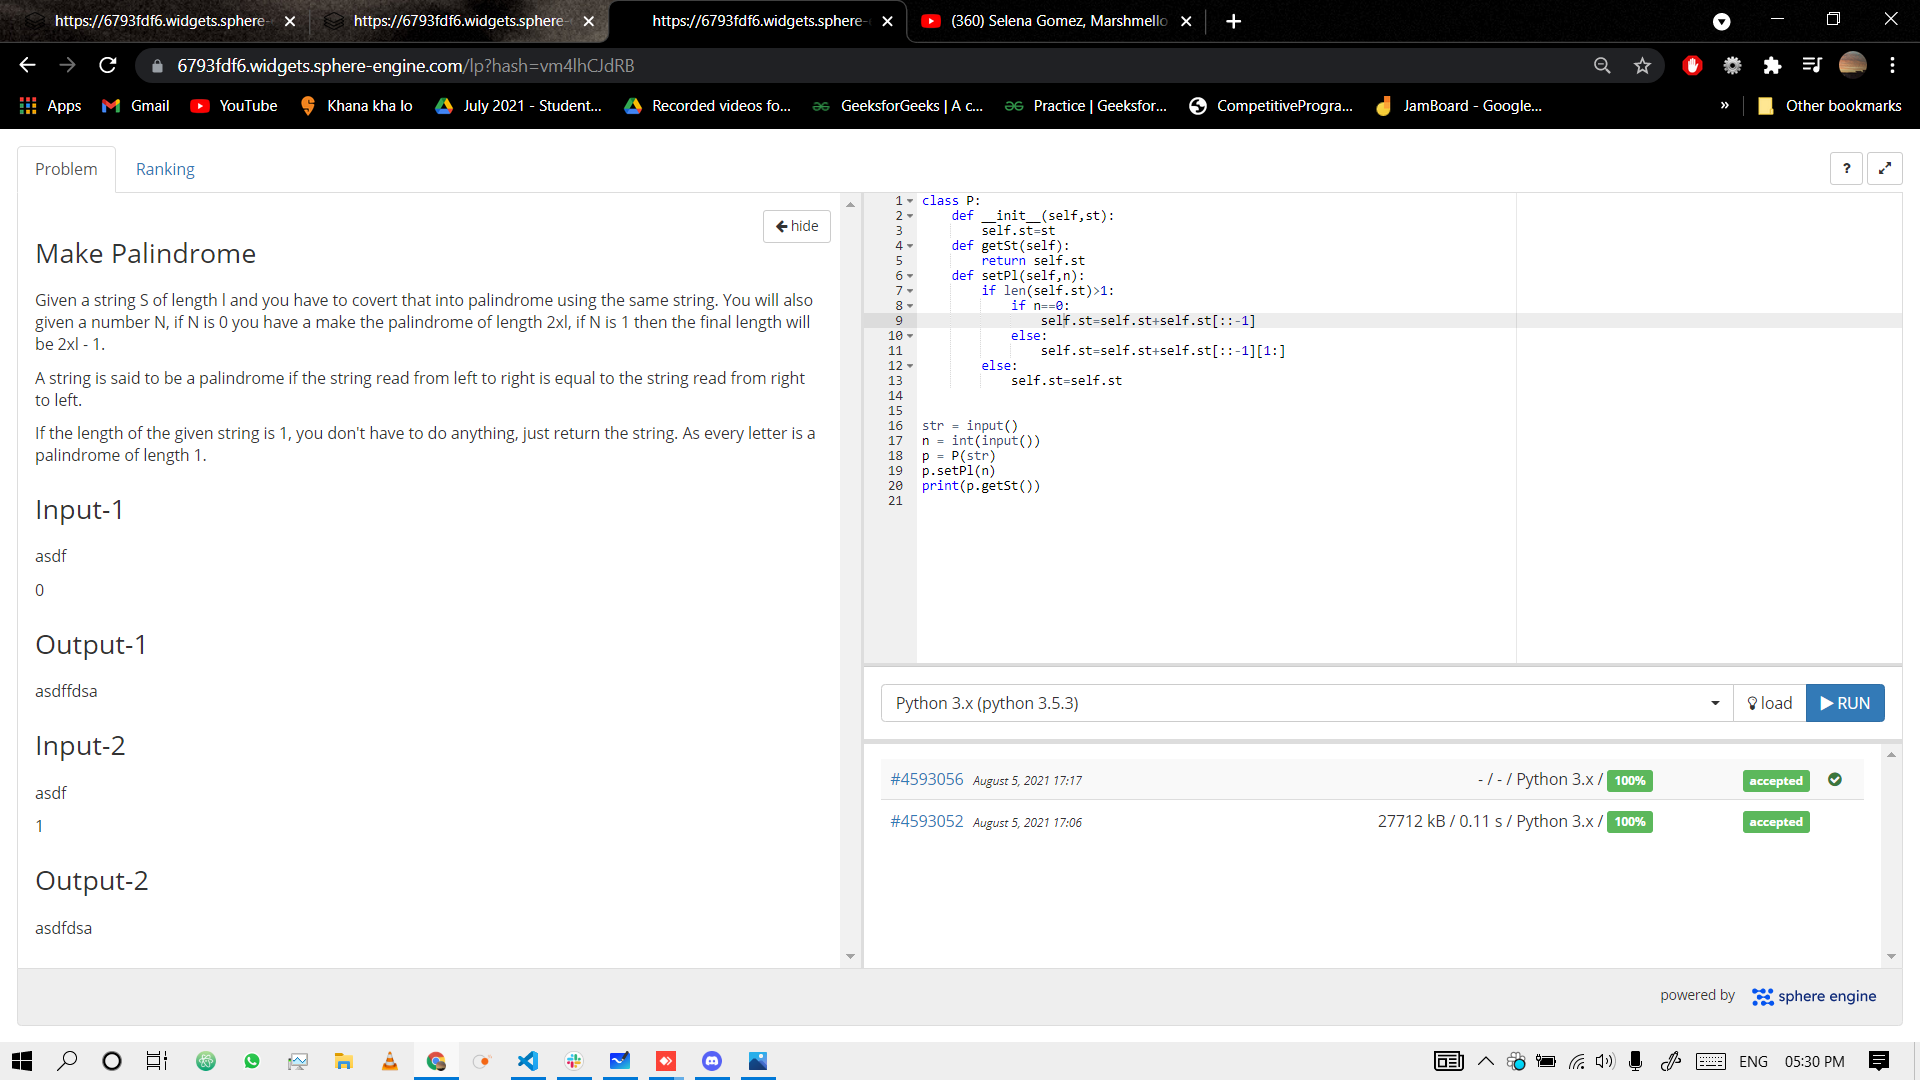 https://6793fdf6.widgets.sphere-
https://6793fdf6.widgets.sphere-
https://6793fdf6.widgets.sphere-
(360) Selena Gomez, Marshmello
6793fdf6.widgets.sphere-engine.com/lp?hash=vm4lhCJdRB
Apps
Gmail
YouTube
Khana kha lo
July 2021 - Student...
Recorded videos fo...
GeeksforGeeks | A c...
Practice | Geeksfor...
CompetitiveProgra...
JamBoard - Google...
»
Other bookmarks
Problem
Ranking
?
hide
Make Palindrome
Given a string S of length l and you have to covert that into palindrome using the same string. You will also
given a number N, if N is 0 you have a make the palindrome of length 2xl, if N is 1 then the final length will
be 2xl - 1.
A string is said to be a palindrome if the string read from left to right is equal to the string read from right
to left.
If the length of the given string is 1, you don't have to do anything, just return the string. As every letter is a
palindrome of length 1.
Input-1
asdf
0
Output-1
asdffdsa
Input-2
asdf
1
Output-2
asdfdsa
1 class P:
2     def __init__(self,st):
3         self.st=st
4     def getSt(self):
5         return self.st
6     def setPl(self,n):
7         if len(self.st)>1:
8             if n==0:
9                 self.st=self.st+self.st[::-1]
10             else:
11                 self.st=self.st+self.st[::-1][1:]
12         else:
13             self.st=self.st
14
15
16 str = input()
17 n = int(input())
18 p = P(str)
19 p.setPl(n)
20 print(p.getSt())
21
Python 3.x (python 3.5.3)
load
RUN
#4593056 August 5, 2021 17:17 - / - / Python 3.x / 100% accepted
#4593052 August 5, 2021 17:06 27712 kB / 0.11 s / Python 3.x / 100% accepted
powered by sphere engine
ENG
05:30 PM